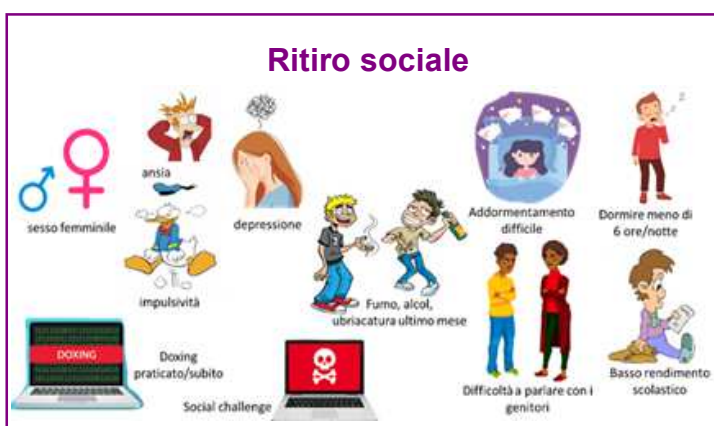 Ritiro sociale
ansia
sesso femminile
depressione
impulsività
Fumo, alcol,
ubriacatura ultimo mese
Addormentamento
difficile
Dormire meno di
6 ore/notte
DOXING
Doxing
praticato/subito
Social challenge
Difficoltà a parlare con i
genitori
Basso rendimento
scolastico